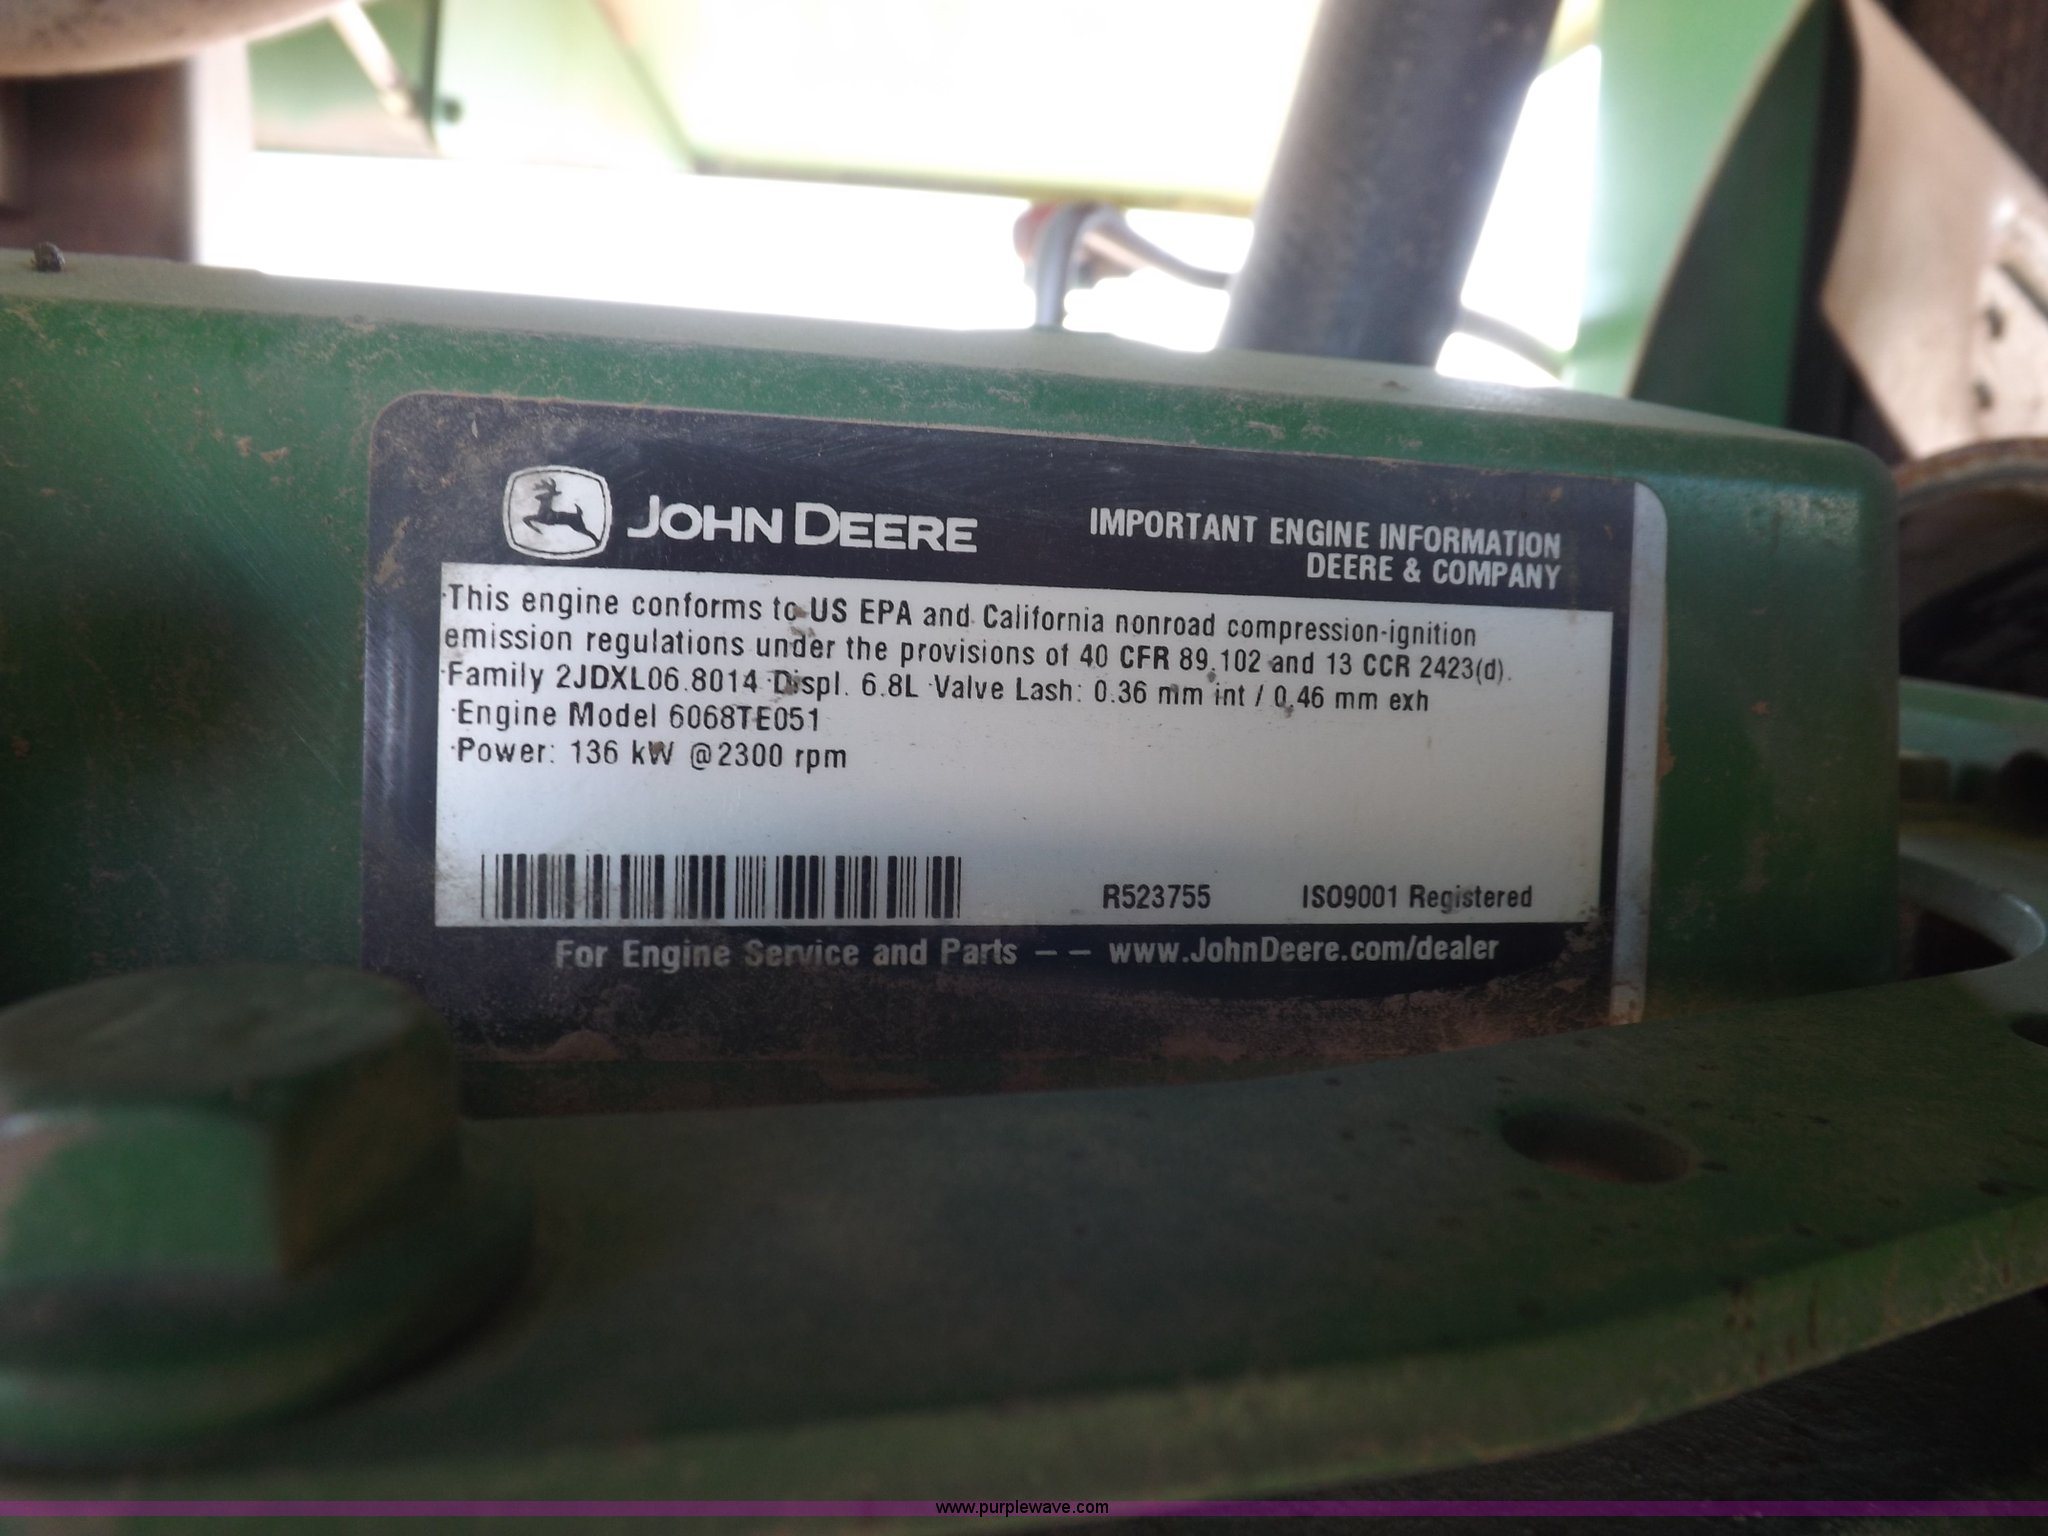 JOHN DEERE
IMPORTANT ENGINE INFORMATION
DEERE & COMPANY
·This engine conforms to US EPA and California nonroad compression-ignition
emission regulations under the provisions of 40 CFR 89.102 and 13 CCR 2423(d).
·Family 2JDXL06.8014 Displ. 6.8L ·Valve Lash: 0.36 mm int / 0.46 mm exh
·Engine Model 6068TE051
·Power: 136 kW @2300 rpm
R523755 ISO9001 Registered
For Engine Service and Parts – – www.JohnDeere.com/dealer
www.purplewave.com